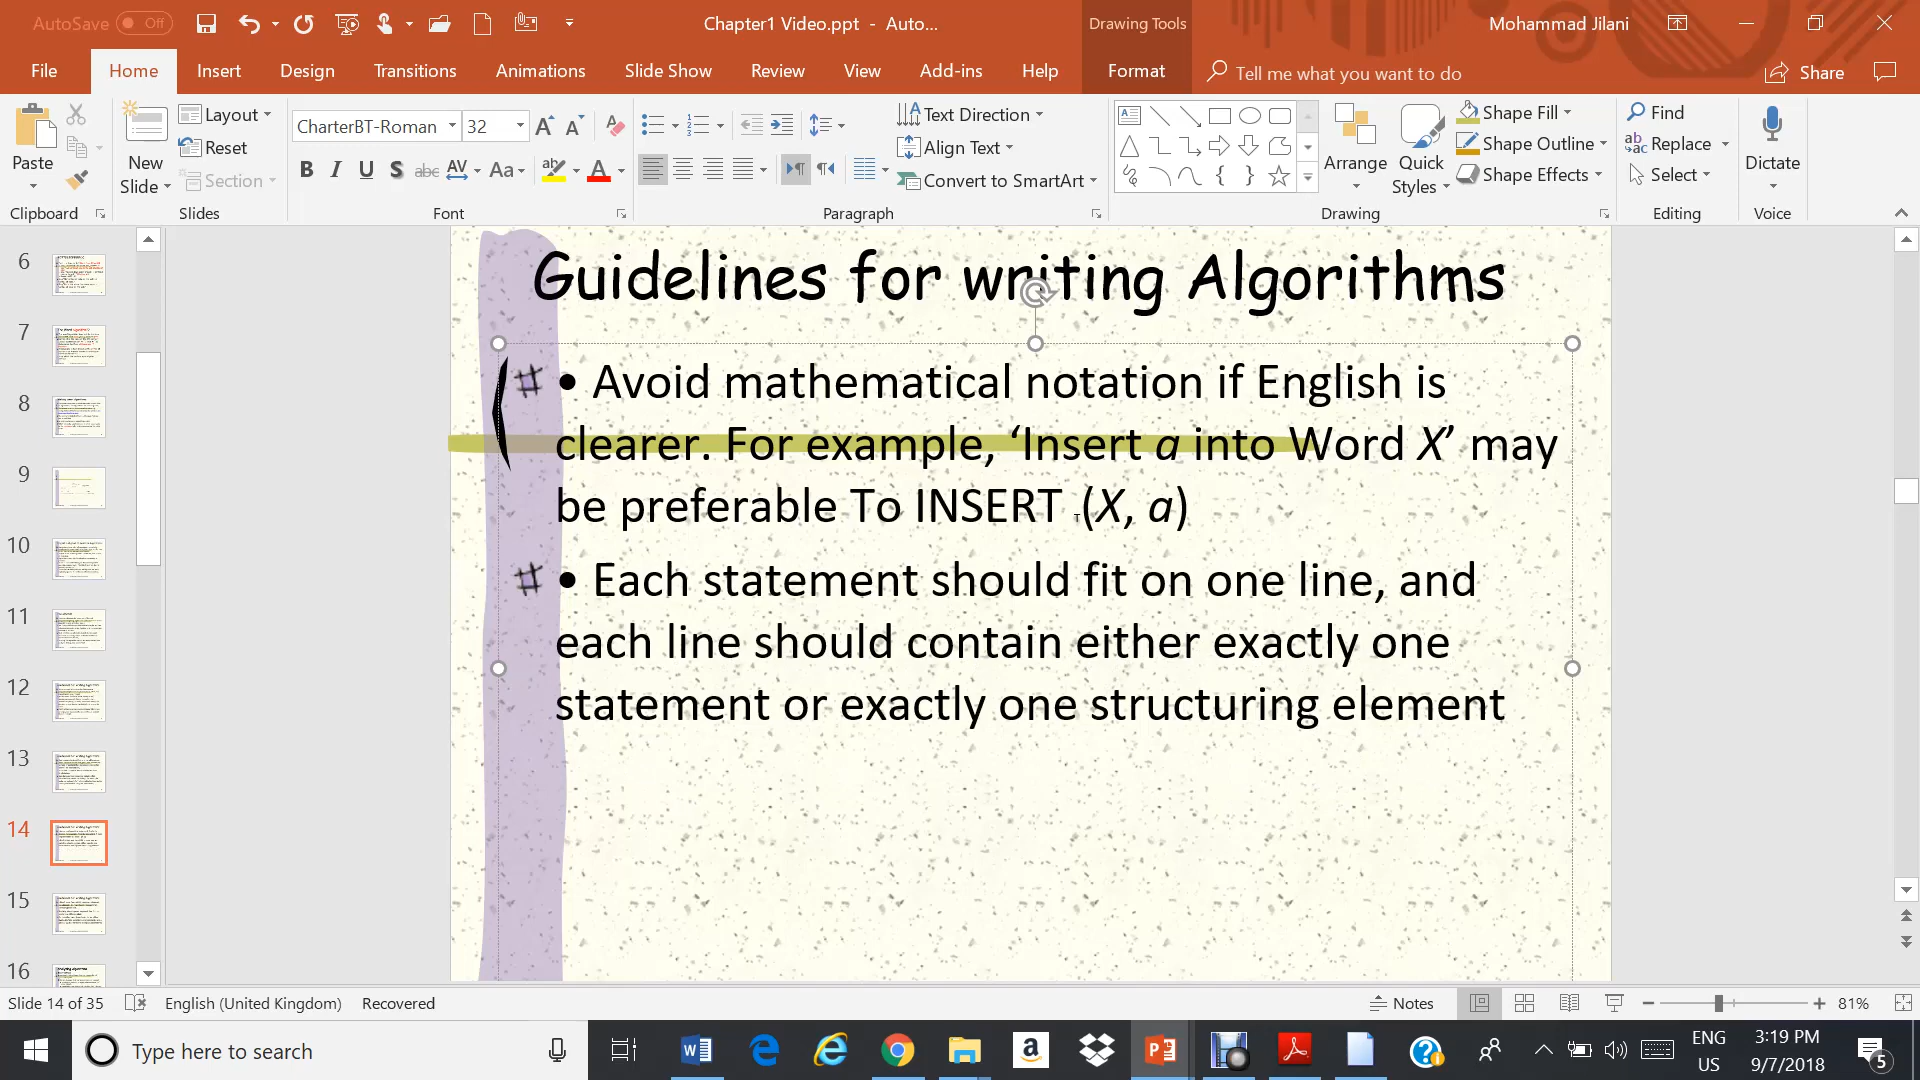 AutoSave Off
Chapter1 Video.ppt - Auto...
Drawing Tools
Mohammad Jilani
File Home Insert Design Transitions Animations Slide Show Review View Add-ins Help Format Tell me what you want to do Share
Paste
Clipboard
New Slide
Layout
Reset
Section
Slides
CharterBT-Roman 32
B I U S abc AV Aa A
Font
Text Direction
Align Text
Convert to SmartArt
Paragraph
Arrange
Quick Styles
Shape Fill
Shape Outline
Shape Effects
Drawing
Find
Replace
Select
Editing
Dictate
Voice
6
7
8
9
10
11
12
13
14
15
16
Guidelines for writing Algorithms
• Avoid mathematical notation if English is
clearer. For example, ‘Insert a into Word X’ may
be preferable To INSERT (X, a)
• Each statement should fit on one line, and
each line should contain either exactly one
statement or exactly one structuring element
Slide 14 of 35 English (United Kingdom) Recovered Notes 81%
Type here to search
ENG
US
3:19 PM
9/7/2018
5